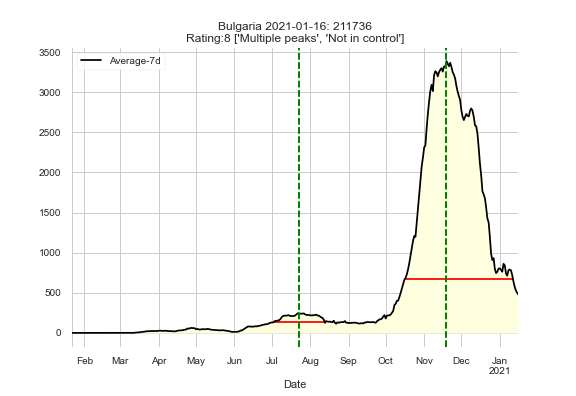 Bulgaria 2021-01-16: 211736
Rating:8 ['Multiple peaks', 'Not in control']
Average-7d
3500
3000
2500
2000
1500
1000
500
0
Feb Mar Apr May Jun Jul Aug Sep Oct Nov Dec Jan
2021
Date